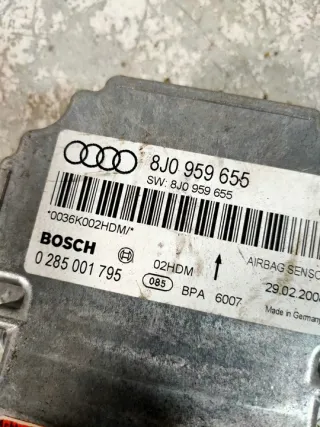 8J0 959 655
SW: 8J0 959 655
*0036K002HDM/*
BOSCH
0 285 001 795
02HDM
AIRBAG SENSO
085 BPA 6007
29.02.200
Made in Germany